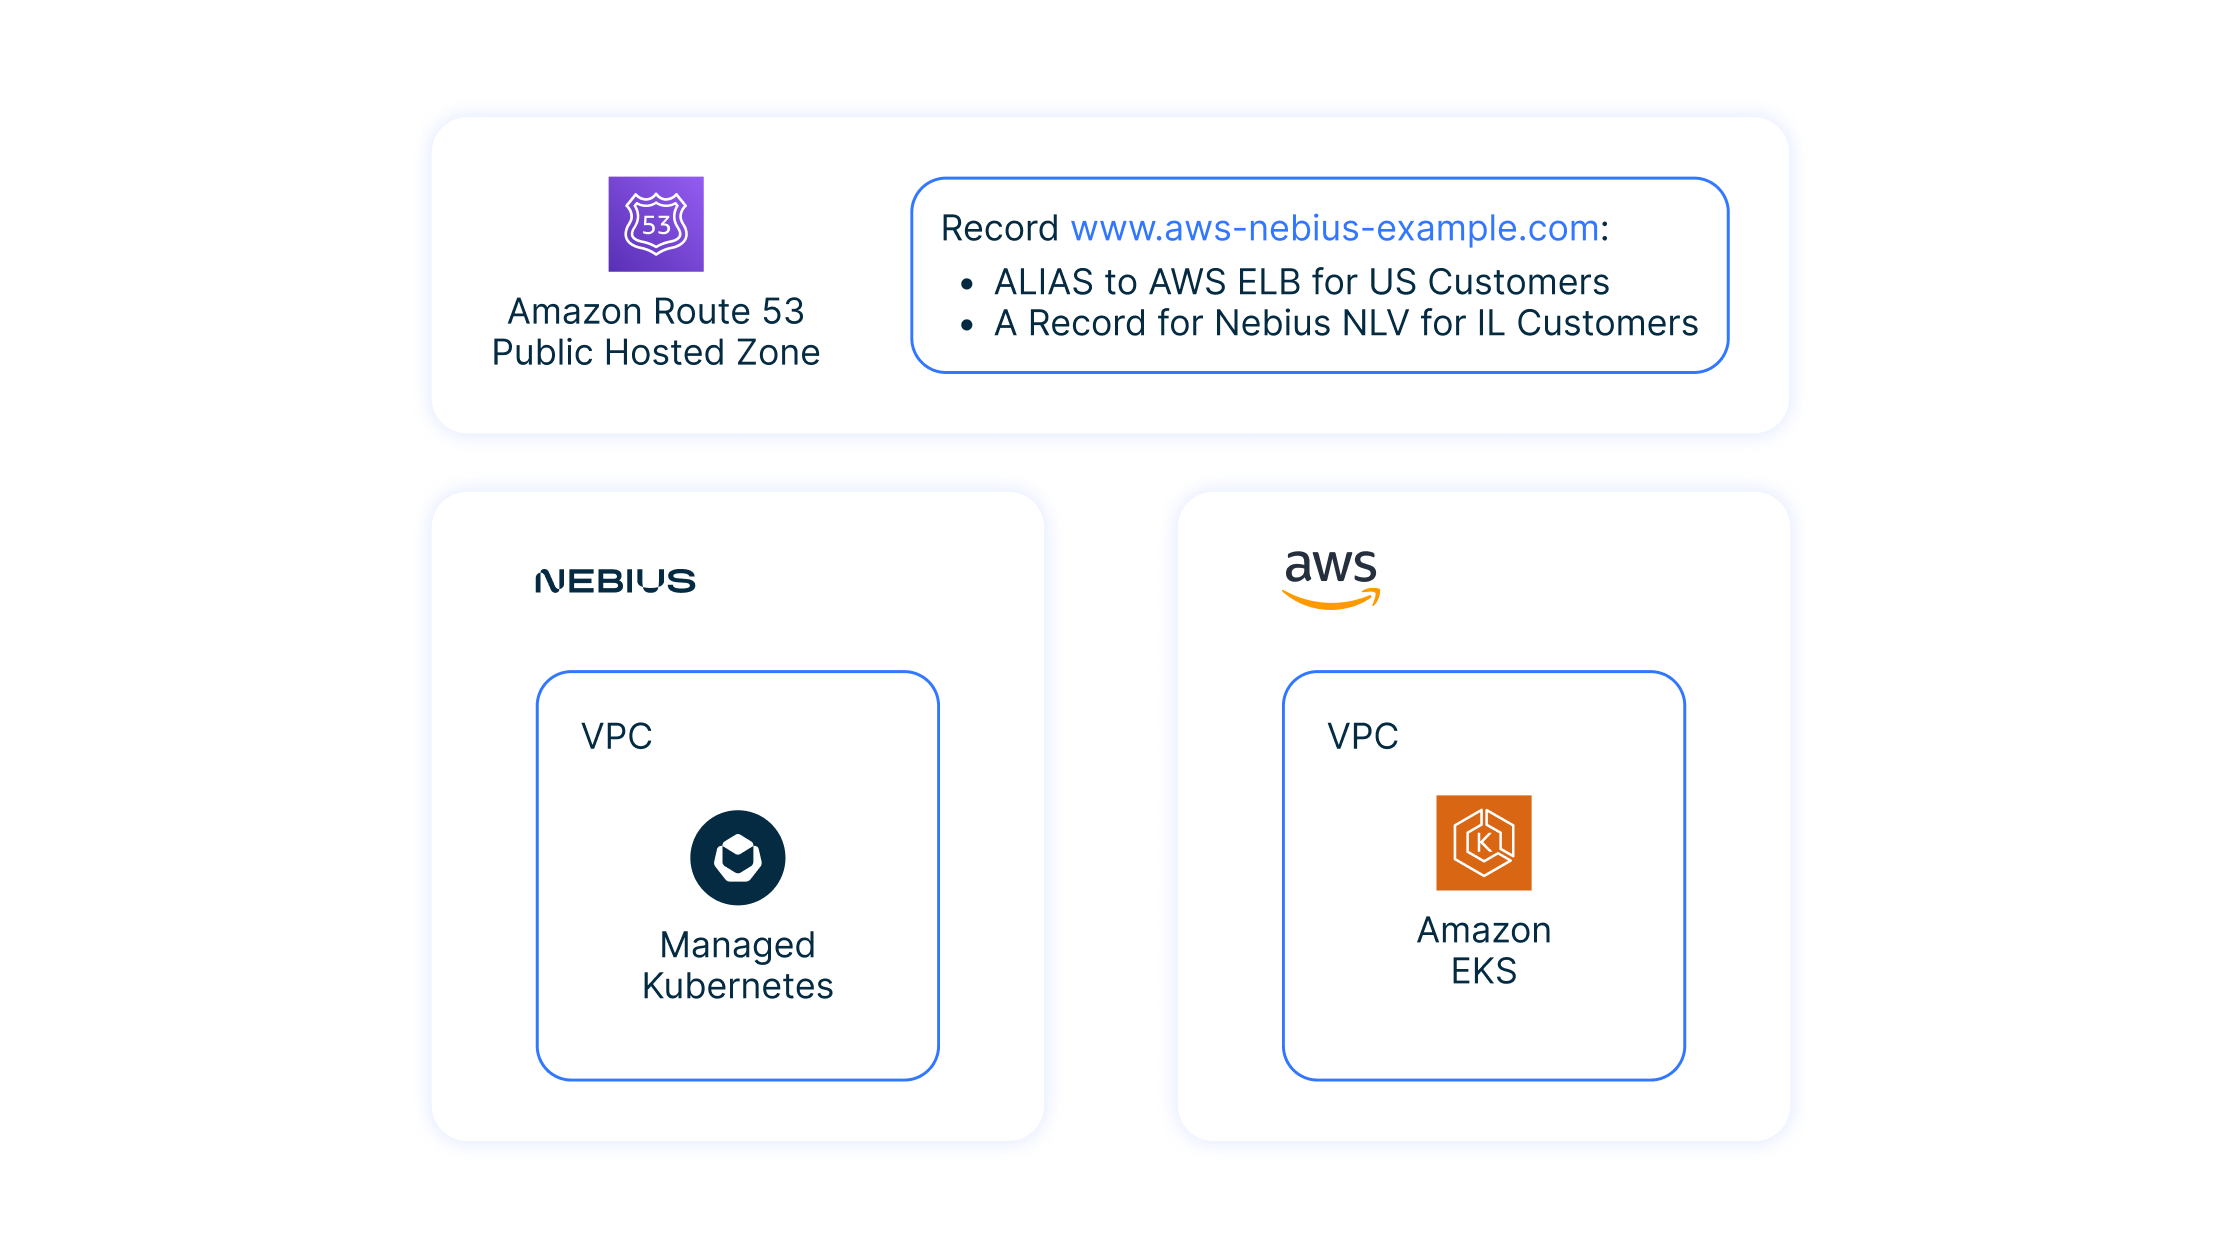 53
Amazon Route 53
Public Hosted Zone
Record www.aws-nebius-example.com:
• ALIAS to AWS ELB for US Customers
• A Record for Nebius NLV for IL Customers
NEBIUS
VPC
Managed
Kubernetes
aws
VPC
K
Amazon
EKS